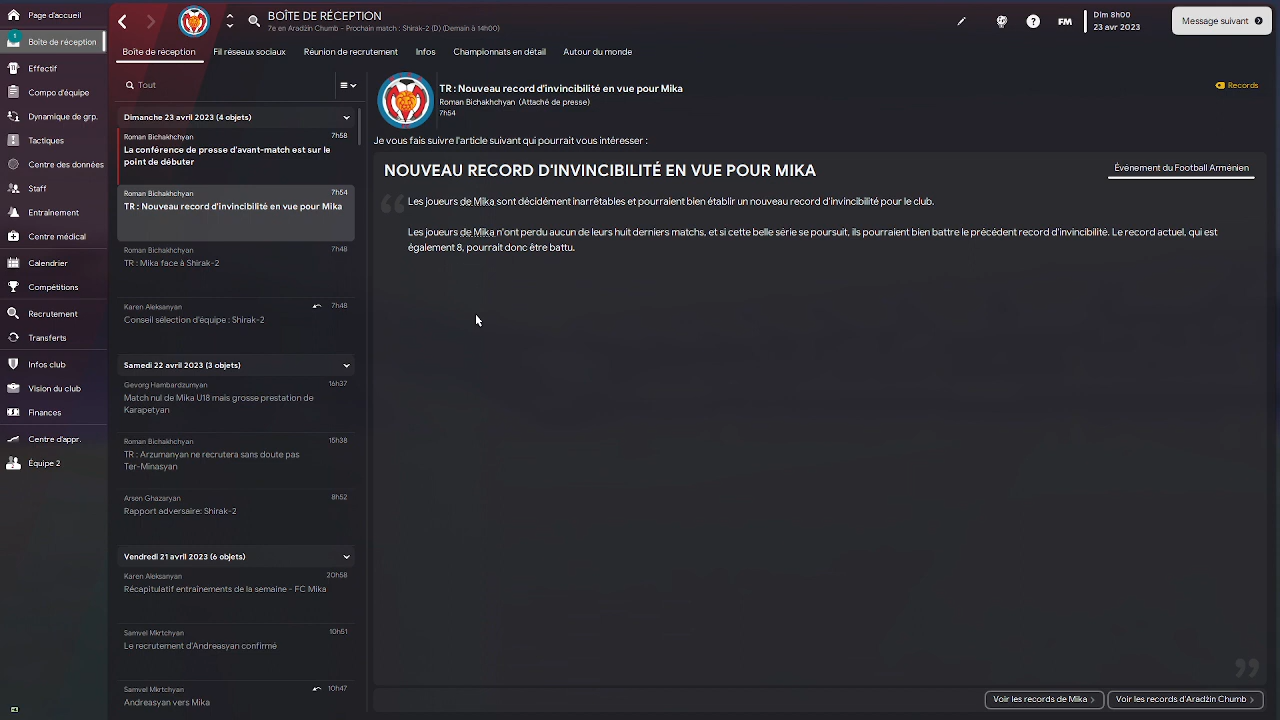 Page d'accueil
Boîte de réception
Effectif
Compo d'équipe
Dynamique de gr.
Tactiques
Centre des données
Staff
Entraînement
Centre médical
Calendrier
Compétitions
Recrutement
Transferts
Infos club
Vision du club
Finances
Centre d'appr.
Équipe 2
BOÎTE DE RÉCEPTION
7e en Aradžin Chumb - Prochain match : Shirak-2 (D) (Demain à 14h00)
FM
Dim 8h00
23 avr 2023
Message suivant
Boîte de réception
Fil réseaux sociaux
Réunion de recrutement
Infos
Championnats en détail
Autour du monde
Tout
Dimanche 23 avril 2023 (4 objets)
Roman Bichakhchyan 7h58
La conférence de presse d'avant-match est sur le
point de débuter
Roman Bichakhchyan 7h54
TR : Nouveau record d'invincibilité en vue pour Mika
Roman Bichakhchyan 7h48
TR : Mika face à Shirak-2
Karen Aleksanyan 7h48
Conseil sélection d'équipe : Shirak-2
Samedi 22 avril 2023 (3 objets)
Gevorg Hambardzumyan 16h37
Match nul de Mika U18 mais grosse prestation de
Karapetyan
Roman Bichakhchyan 15h38
TR : Arzumanyan ne recrutera sans doute pas
Ter-Minasyan
Arsen Ghazaryan 8h52
Rapport adversaire: Shirak-2
Vendredi 21 avril 2023 (6 objets)
Karen Aleksanyan 20h58
Récapitulatif entraînements de la semaine - FC Mika
Samvel Mkrtchyan 10h51
Le recrutement d'Andreasyan confirmé
Samvel Mkrtchyan 10h47
Andreasyan vers Mika
TR : Nouveau record d'invincibilité en vue pour Mika
Roman Bichakhchyan (Attaché de presse)
7h54
Records
Je vous fais suivre l'article suivant qui pourrait vous intéresser :
NOUVEAU RECORD D'INVINCIBILITÉ EN VUE POUR MIKA
Événement du Football Arménien
Les joueurs de Mika sont décidément inarrêtables et pourraient bien établir un nouveau record d'invincibilité pour le club.
Les joueurs de Mika n'ont perdu aucun de leurs huit derniers matchs, et si cette belle série se poursuit, ils pourraient bien battre le précédent record d'invincibilité. Le record actuel, qui est
également 8, pourrait donc être battu.
Voir les records de Mika
Voir les records d'Aradžin Chumb